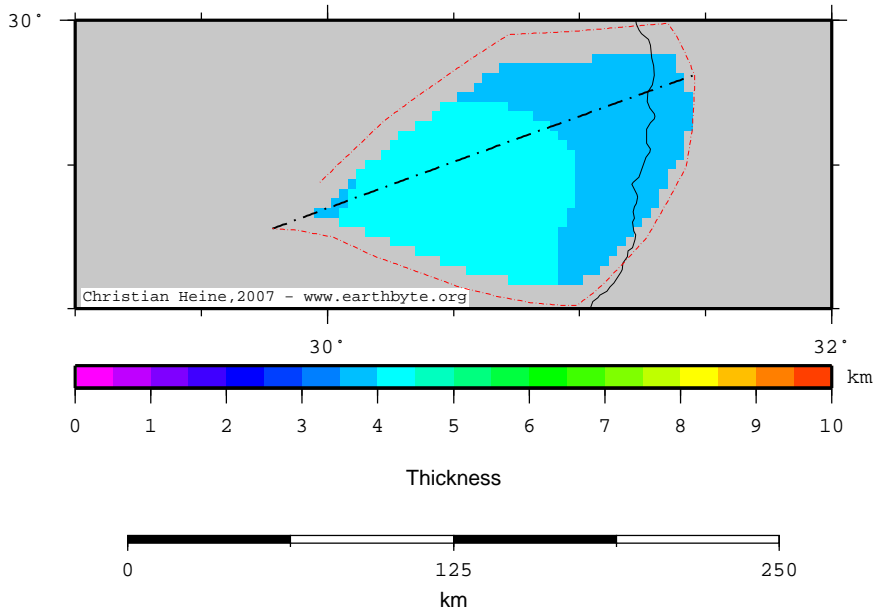 30°
Christian Heine,2007 - www.earthbyte.org
30° 32°
km
0 1 2 3 4 5 6 7 8 9 10
Thickness
0 125 250
km